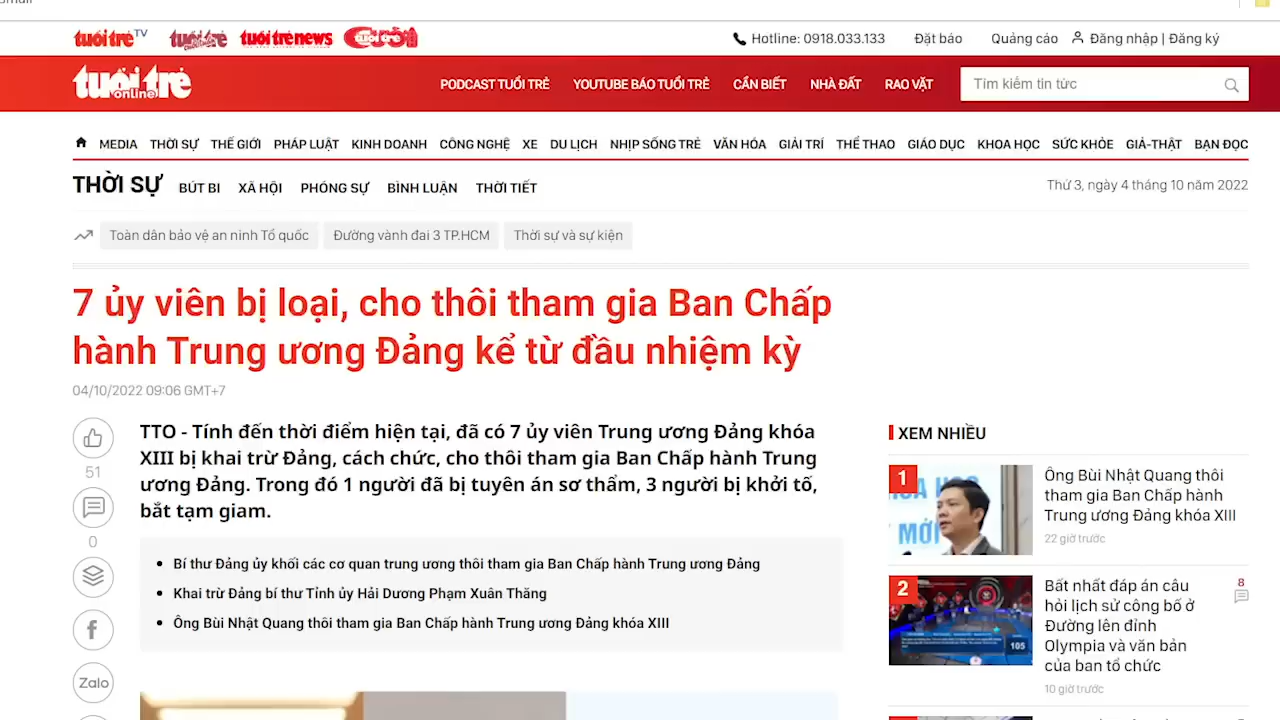 tuổi trẻ TV
tuổi trẻ
tuổi trẻ news
tuổi trẻ CƯỜI
Hotline: 0918.033.133
Đặt báo
Quảng cáo
Đăng nhập | Đăng ký
tuổi trẻ online
PODCAST TUỔI TRẺ
YOUTUBE BÁO TUỔI TRẺ
CẦN BIẾT
NHÀ ĐẤT
RAO VẶT
Tìm kiếm tin tức
MEDIA THỜI SỰ THẾ GIỚI PHÁP LUẬT KINH DOANH CÔNG NGHỆ XE DU LỊCH NHỊP SỐNG TRẺ VĂN HÓA GIẢI TRÍ THỂ THAO GIÁO DỤC KHOA HỌC SỨC KHỎE GIẢ-THẬT BẠN ĐỌC
THỜI SỰ BÚT BI XÃ HỘI PHÓNG SỰ BÌNH LUẬN THỜI TIẾT
Thứ 3, ngày 4 tháng 10 năm 2022
Toàn dân bảo vệ an ninh Tổ quốc
Đường vành đai 3 TP.HCM
Thời sự và sự kiện
7 ủy viên bị loại, cho thôi tham gia Ban Chấp
hành Trung ương Đảng kể từ đầu nhiệm kỳ
04/10/2022 09:06 GMT+7
51
0
Zalo
TTO - Tính đến thời điểm hiện tại, đã có 7 ủy viên Trung ương Đảng khóa
XIII bị khai trừ Đảng, cách chức, cho thôi tham gia Ban Chấp hành Trung
ương Đảng. Trong đó 1 người đã bị tuyên án sơ thẩm, 3 người bị khởi tố,
bắt tạm giam.
Bí thư Đảng ủy khối các cơ quan trung ương thôi tham gia Ban Chấp hành Trung ương Đảng
Khai trừ Đảng bí thư Tỉnh ủy Hải Dương Phạm Xuân Thăng
Ông Bùi Nhật Quang thôi tham gia Ban Chấp hành Trung ương Đảng khóa XIII
XEM NHIỀU
1
Ông Bùi Nhật Quang thôi
tham gia Ban Chấp hành
Trung ương Đảng khóa XIII
22 giờ trước
2
105
Bất nhất đáp án câu
hỏi lịch sử công bố ở
Đường lên đỉnh
Olympia và văn bản
của ban tổ chức
8
10 giờ trước